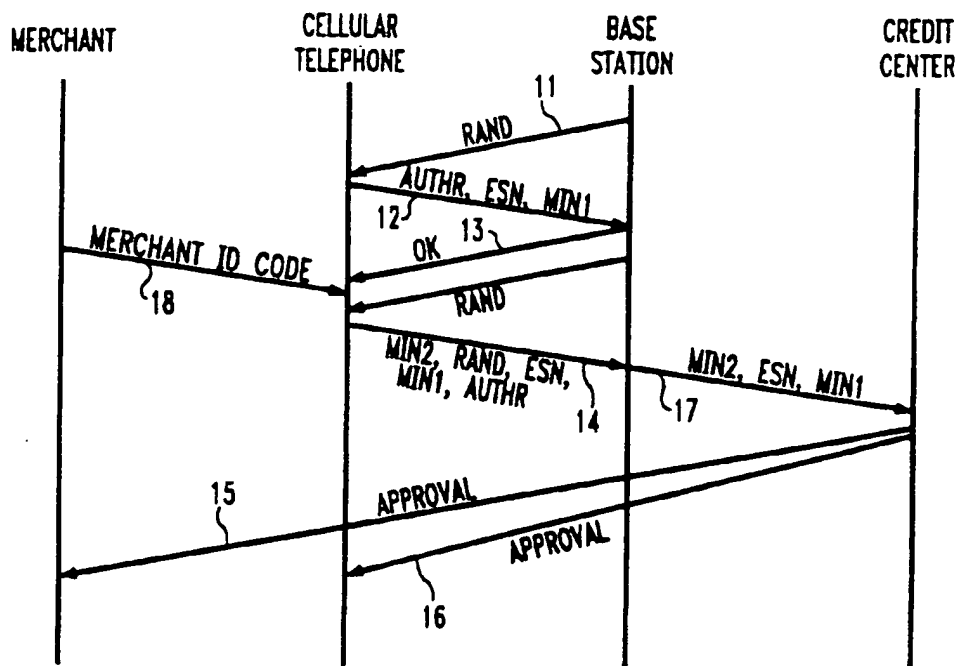 MERCHANT
CELLULAR
TELEPHONE
BASE
STATION
CREDIT
CENTER
11
RAND
AUTHR, ESN, MIN1
12
13
OK
MERCHANT ID CODE
18
RAND
MIN2, RAND, ESN,
MIN1, AUTHR
14
MIN2, ESN, MIN1
17
15
APPROVAL
APPROVAL
16